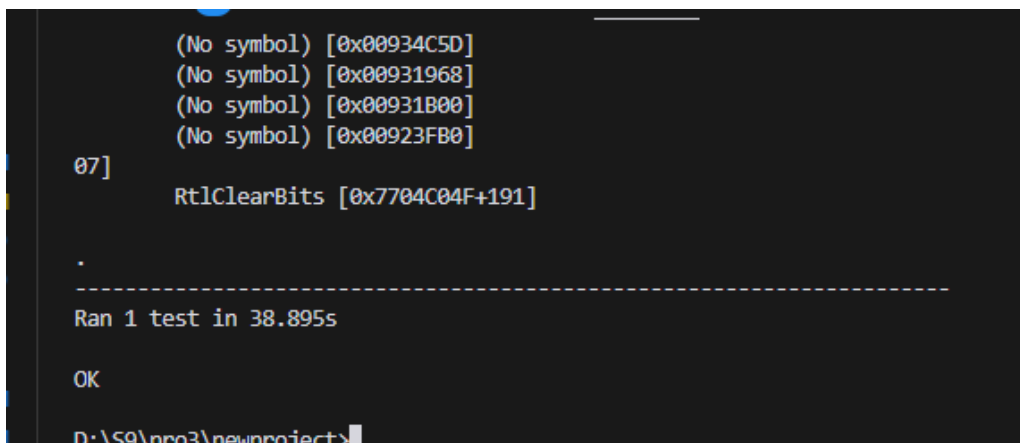 (No symbol) [0x00934C5D]
(No symbol) [0x00931968]
(No symbol) [0x00931B00]
(No symbol) [0x00923FB0]
07]
RtlClearBits [0x7704C04F+191]
.
----------------------------------------------------------------------
Ran 1 test in 38.895s
OK
D:\S9\pro3\newproject>